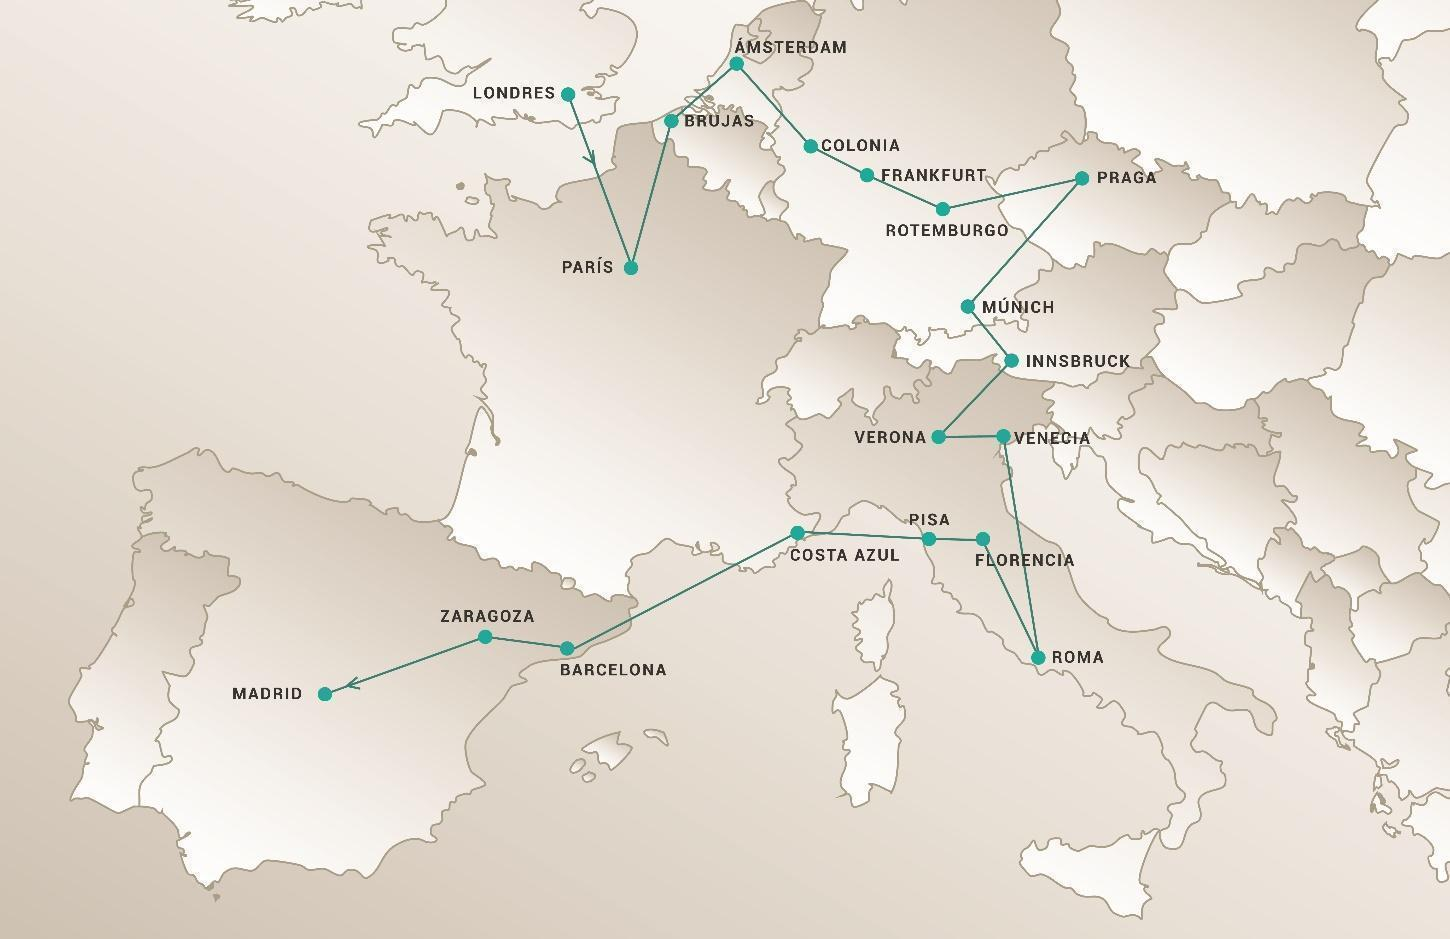 ÁMSTERDAM
LONDRES
BRUJAS
COLONIA
FRANKFURT
PRAGA
ROTEMBURGO
PARÍS
MÚNICH
INNSBRUCK
VERONA
VENECIA
PISA
COSTA AZUL
FLORENCIA
ZARAGOZA
ROMA
BARCELONA
MADRID